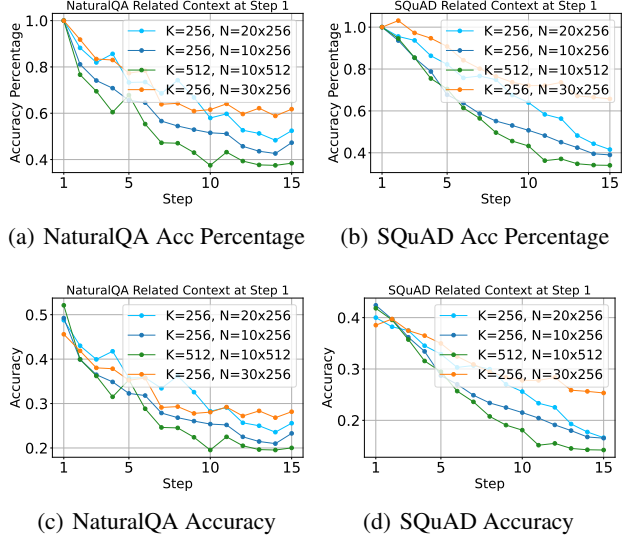 NaturalQA Related Context at Step 1
Accuracy Percentage
1.0
0.8
0.6
0.4
K=256, N=20x256
K=256, N=10x256
K=512, N=10x512
K=256, N=30x256
1 5 10 15
Step
(a) NaturalQA Acc Percentage
SQuAD Related Context at Step 1
Accuracy Percentage
1.0
0.8
0.6
0.4
K=256, N=20x256
K=256, N=10x256
K=512, N=10x512
K=256, N=30x256
1 5 10 15
Step
(b) SQuAD Acc Percentage
NaturalQA Related Context at Step 1
Accuracy
0.5
0.4
0.3
0.2
K=256, N=20x256
K=256, N=10x256
K=512, N=10x512
K=256, N=30x256
1 5 10 15
Step
(c) NaturalQA Accuracy
SQuAD Related Context at Step 1
Accuracy
0.4
0.3
0.2
K=256, N=20x256
K=256, N=10x256
K=512, N=10x512
K=256, N=30x256
1 5 10 15
Step
(d) SQuAD Accuracy